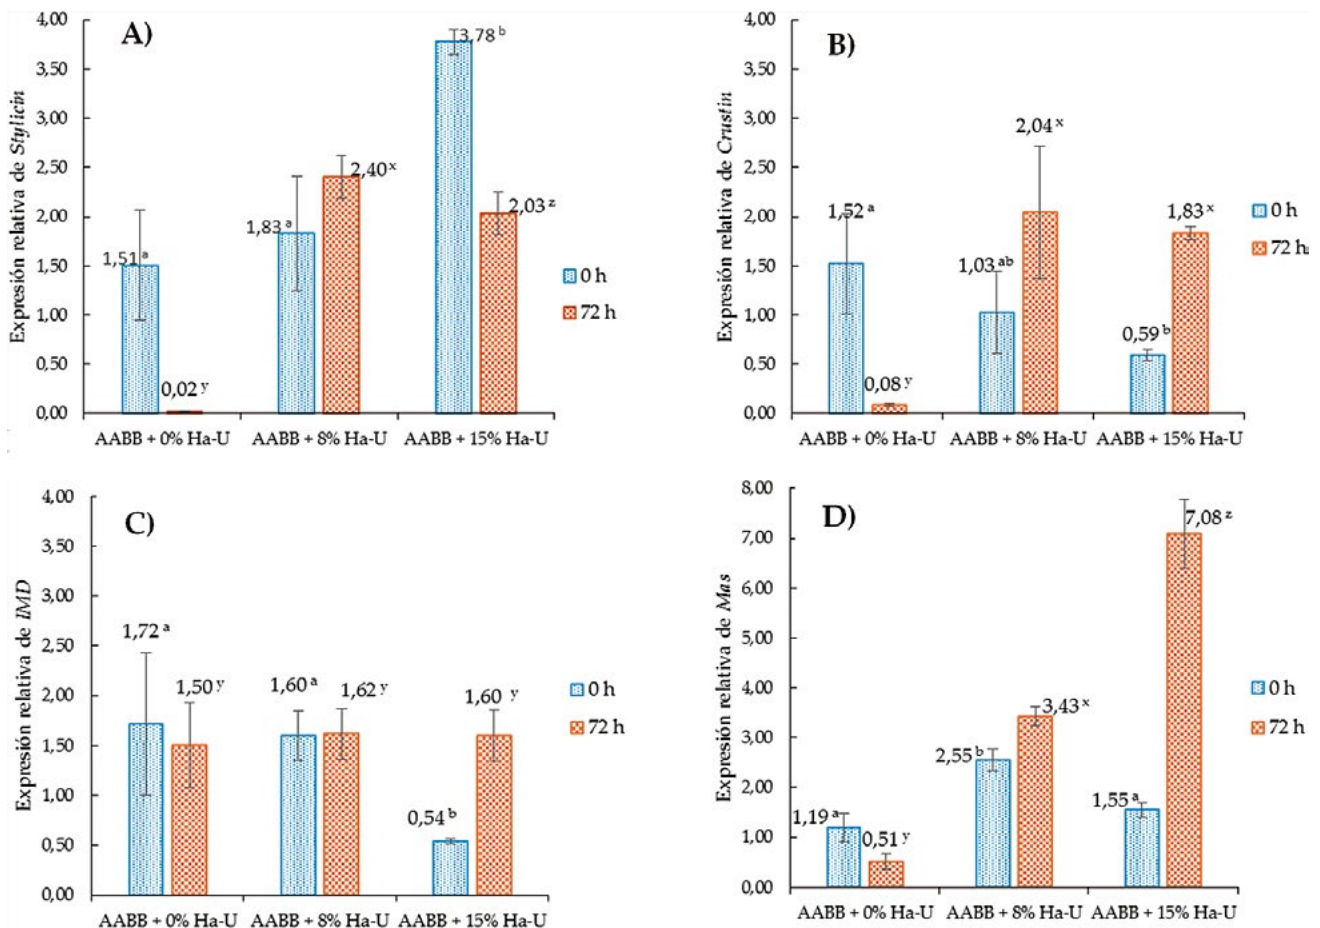 A)
Expresión relativa de Stylicin
4,00
3,50
3,00
2,50
2,00
1,50
1,00
0,50
0,00
1,51 a
0,02 y
1,83 a
2,40 x
3,78 b
2,03 z
AABB + 0% Ha-U
AABB + 8% Ha-U
AABB + 15% Ha-U
0 h
72 h
B)
Expresión relativa de Crustin
4,00
3,50
3,00
2,50
2,00
1,50
1,00
0,50
0,00
1,52 a
0,08 y
1,03 ab
2,04 x
0,59 b
1,83 x
AABB + 0% Ha-U
AABB + 8% Ha-U
AABB + 15% Ha-U
0 h
72 h
C)
Expresión relativa de IMD
4,00
3,50
3,00
2,50
2,00
1,50
1,00
0,50
0,00
1,72 a
1,50 y
1,60 a
1,62 y
0,54 b
1,60 y
AABB + 0% Ha-U
AABB + 8% Ha-U
AABB + 15% Ha-U
0 h
72 h
D)
Expresión relativa de Mas
8,00
7,00
6,00
5,00
4,00
3,00
2,00
1,00
0,00
1,19 a
0,51 y
2,55 b
3,43 x
1,55 a
7,08 z
AABB + 0% Ha-U
AABB + 8% Ha-U
AABB + 15% Ha-U
0 h
72 h